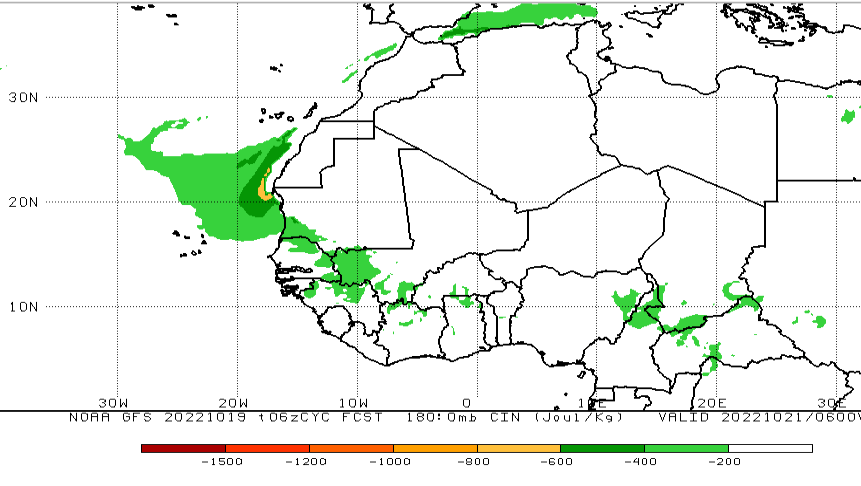 30N
20N
10N
30W 20W 10W 0 10E 20E 30E
NOAA GFS 20221019 t06zCYC FCST 180:0mb CIN (Joul/Kg) VALID 20221021/0600V
-1500 -1200 -1000 -800 -600 -400 -200